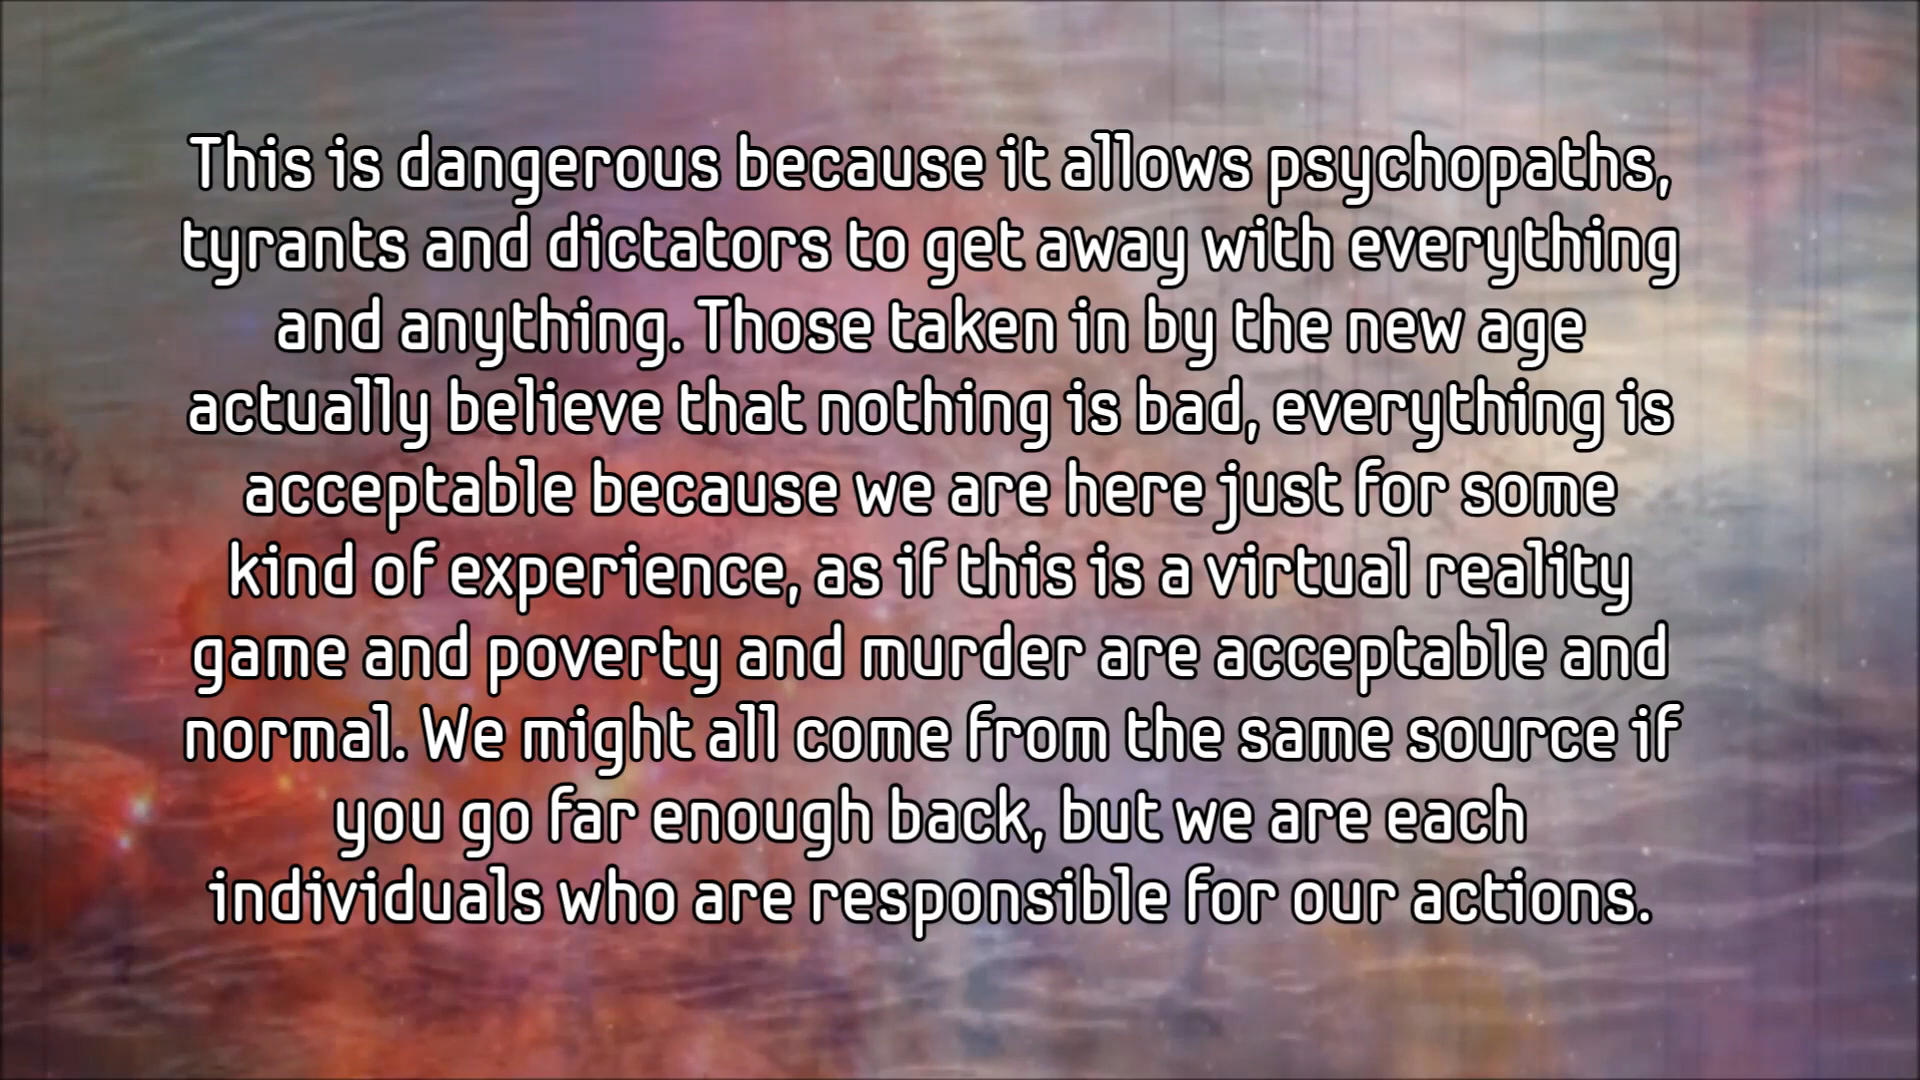 This is dangerous because it allows psychopaths,
tyrants and dictators to get away with everything
and anything. Those taken in by the new age
actually believe that nothing is bad, everything is
acceptable because we are here just for some
kind of experience, as if this is a virtual reality
game and poverty and murder are acceptable and
normal. We might all come from the same source if
you go far enough back, but we are each
individuals who are responsible for our actions.